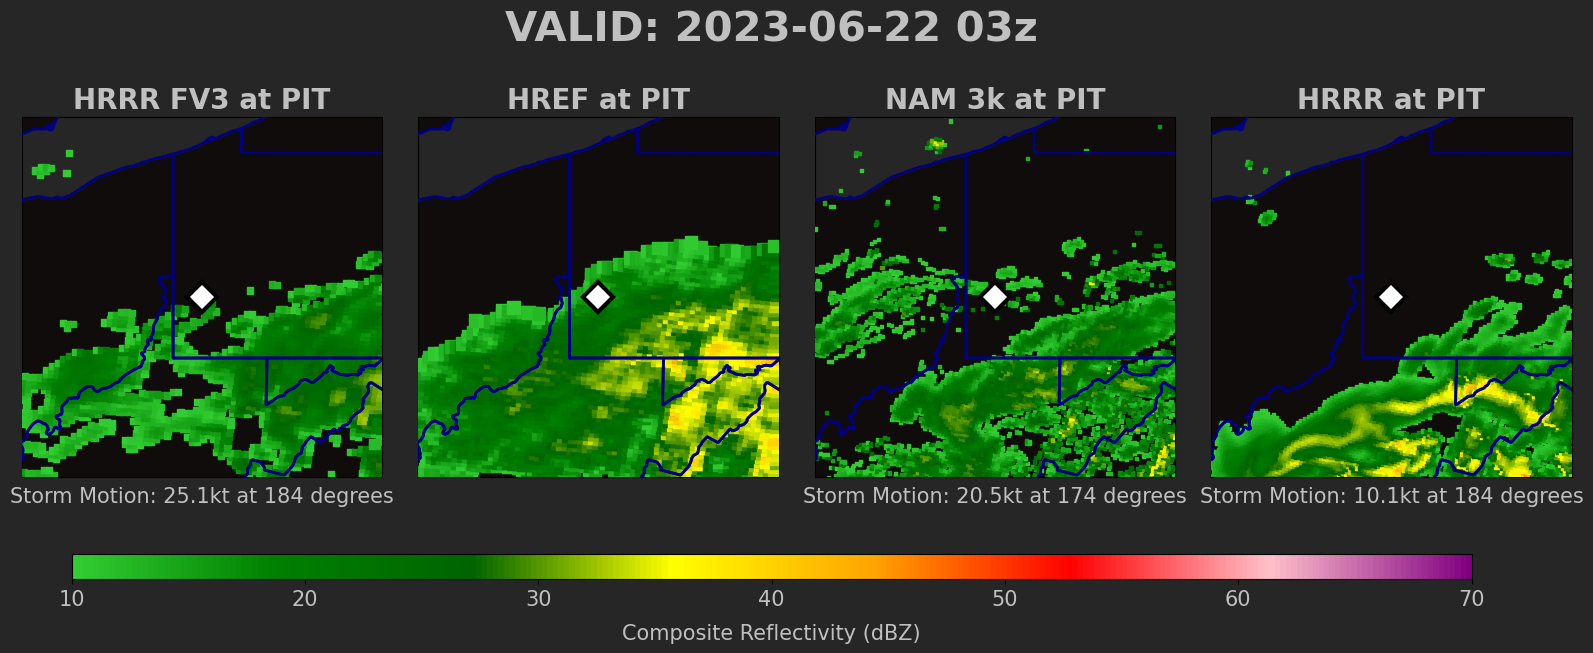 VALID: 2023-06-22 03z
HRRR FV3 at PIT
HREF at PIT
NAM 3k at PIT
HRRR at PIT
Storm Motion: 25.1kt at 184 degrees
Storm Motion: 20.5kt at 174 degrees
Storm Motion: 10.1kt at 184 degrees
10 20 30 40 50 60 70
Composite Reflectivity (dBZ)